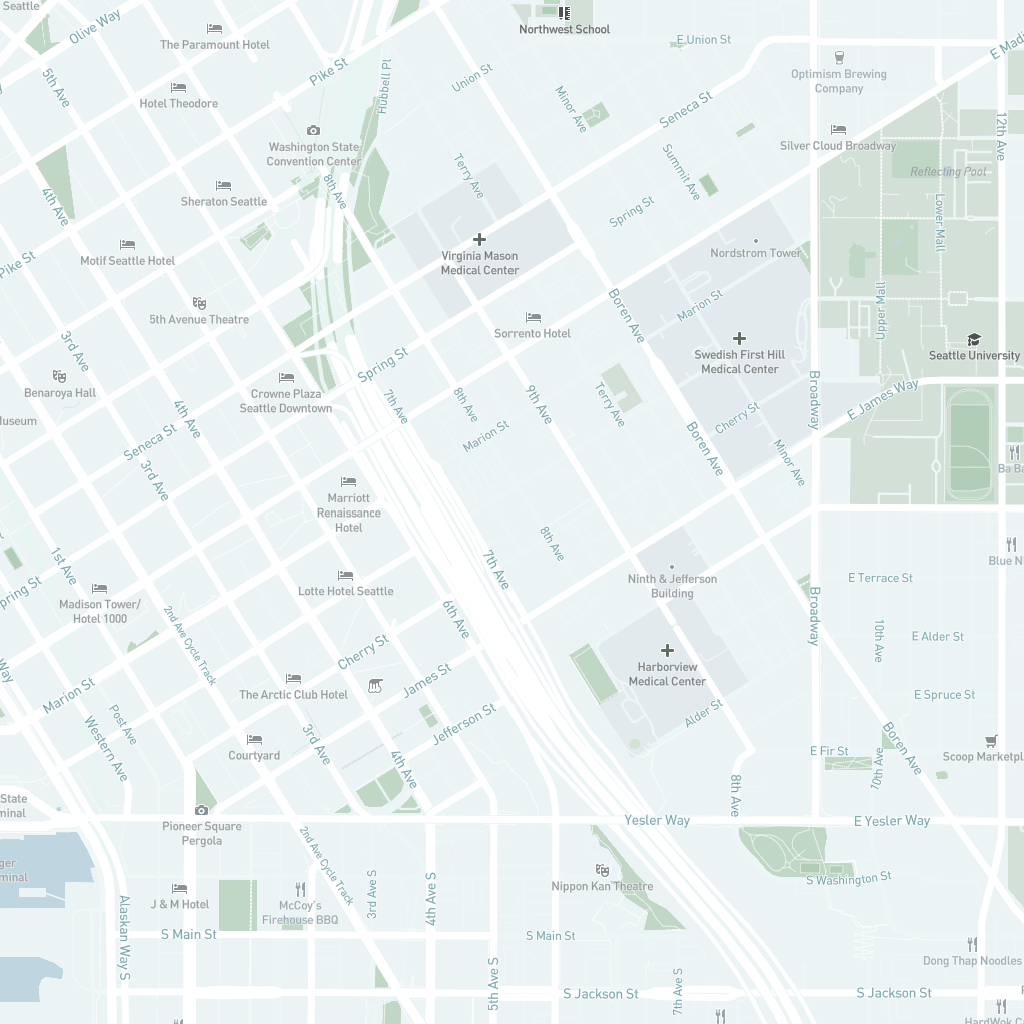 Seattle
Olive Way
The Paramount Hotel
Northwest School
E Union St
5th Ave
Pike St
Hubbell Pl
Union St
Optimism Brewing
Company
Hotel Theodore
Minor Ave
Seneca St
12th Ave
Washington State
Convention Center
Silver Cloud Broadway
Terry Ave
Summit Ave
Reflecting Pool
8th Ave
4th Ave
Sheraton Seattle
Spring St
Lower Mall
Motif Seattle Hotel
Pike St
Virginia Mason
Medical Center
Nordstrom Tower
5th Avenue Theatre
Marion St
Boren Ave
Upper Mall
3rd Ave
Sorrento Hotel
Spring St
Swedish First Hill
Medical Center
Seattle University
Benaroya Hall
Crowne Plaza
Seattle Downtown
7th Ave
8th Ave
9th Ave
Terry Ave
Broadway
E James Way
Museum
4th Ave
Cherry St
Seneca St
Marion St
Boren Ave
Minor Ave
3rd Ave
Marriott
Renaissance
Hotel
8th Ave
1st Ave
7th Ave
Lotte Hotel Seattle
Ninth & Jefferson
Building
E Terrace St
Madison Tower/
Hotel 1000
6th Ave
Broadway
10th Ave
E Alder St
2nd Ave Cycle Track
Cherry St
Harborview
Medical Center
James St
The Arctic Club Hotel
Marion St
E Spruce St
Post Ave
Alder St
Western Ave
Jefferson St
3rd Ave
Courtyard
E Fir St
Boren Ave
4th Ave
10th Ave
8th Ave
Pioneer Square
Pergola
Yesler Way
E Yesler Way
2nd Ave Cycle Track
Nippon Kan Theatre
S Washington St
J & M Hotel
McCoy's
Firehouse BBQ
3rd Ave S
4th Ave S
Alaskan Way S
S Main St
S Main St
Dong Thap Noodles
5th Ave S
7th Ave S
S Jackson St
S Jackson St